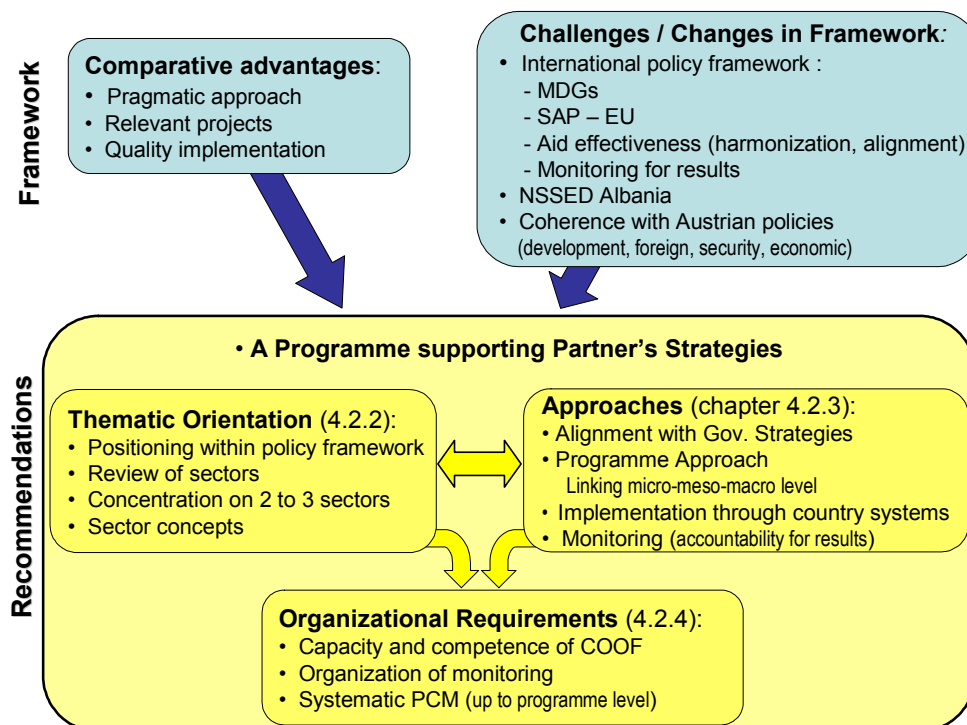 Framework
Comparative advantages:
• Pragmatic approach
• Relevant projects
• Quality implementation
Challenges / Changes in Framework:
• International policy framework :
- MDGs
- SAP – EU
- Aid effectiveness (harmonization, alignment)
- Monitoring for results
• NSSED Albania
• Coherence with Austrian policies
(development, foreign, security, economic)
Recommendations
• A Programme supporting Partner's Strategies
Thematic Orientation (4.2.2):
• Positioning within policy framework
• Review of sectors
• Concentration on 2 to 3 sectors
• Sector concepts
Approaches (chapter 4.2.3):
• Alignment with Gov. Strategies
• Programme Approach
Linking micro-meso-macro level
• Implementation through country systems
• Monitoring (accountability for results)
Organizational Requirements (4.2.4):
• Capacity and competence of COOF
• Organization of monitoring
• Systematic PCM (up to programme level)